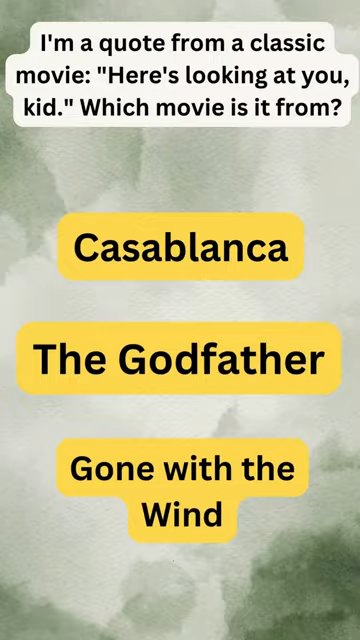 I'm a quote from a classic
movie: "Here's looking at you,
kid." Which movie is it from?
Casablanca
The Godfather
Gone with the
Wind